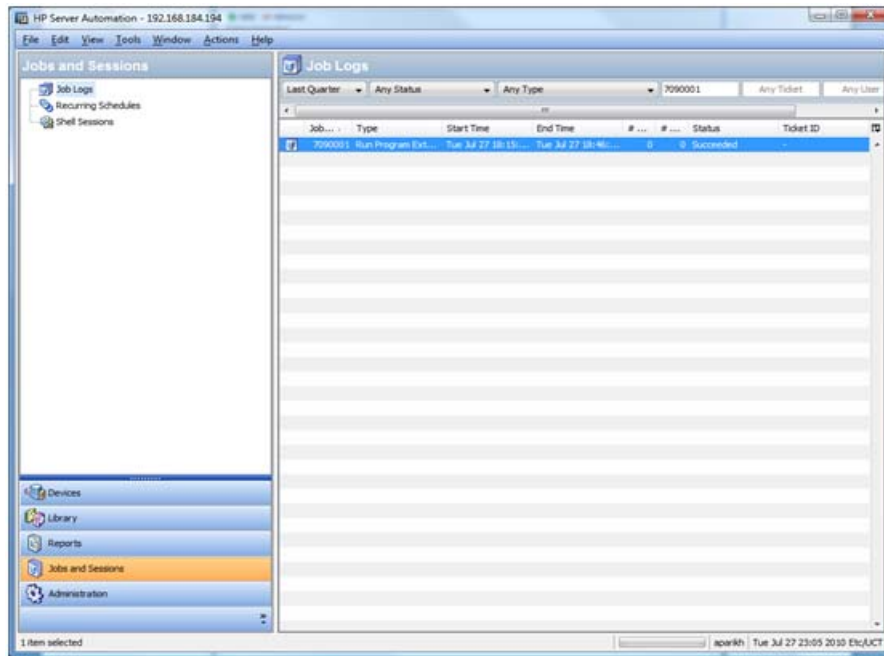 HP Server Automation - 192.168.184.194
File Edit View Tools Window Actions Help
Jobs and Sessions
Job Logs
Recurring Schedules
Shell Sessions
Devices
Library
Reports
Jobs and Sessions
Administration
Job Logs
Last Quarter Any Status Any Type 7090001 Any Ticket Any User
Job... Type Start Time End Time # ... # ... Status Ticket ID
7090001 Run Program Ext... Tue Jul 27 18:15:... Tue Jul 27 18:46:... 0 0 Succeeded -
1 item selected
aparikh Tue Jul 27 23:05 2010 Etc/UCT